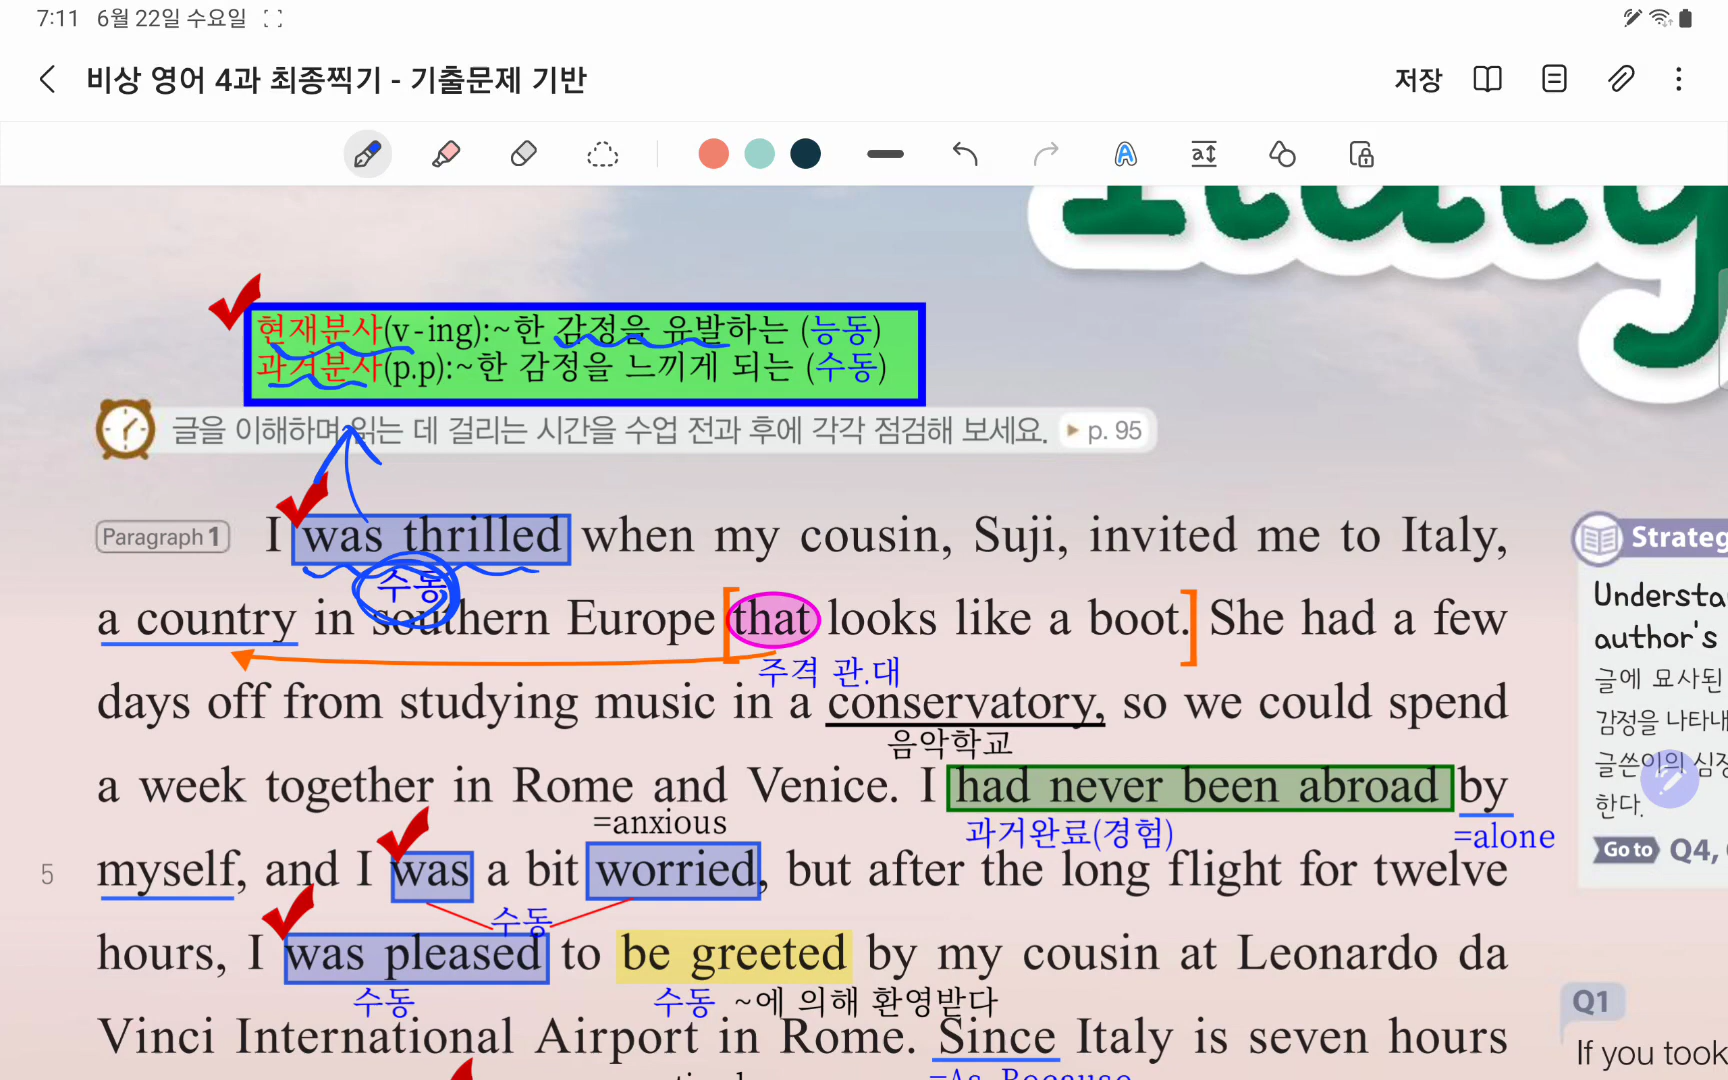 7:11 6월 22일 수요일
비상 영어 4과 최종찍기 - 기출문제 기반
저장
Italy
현재분사(v-ing):~한 감정을 유발하는 (능동)
과거분사(p.p):~한 감정을 느끼게 되는 (수동)
글을 이해하며 읽는 데 걸리는 시간을 수업 전과 후에 각각 점검해 보세요. ▶ p. 95
Paragraph 1 I was thrilled when my cousin, Suji, invited me to Italy,
수동
a country in southern Europe [that looks like a boot.] She had a few
주격 관.대
days off from studying music in a conservatory, so we could spend
음악학교
a week together in Rome and Venice. I had never been abroad by
=anxious 과거완료(경험) =alone
5 myself, and I was a bit worried, but after the long flight for twelve
수동
hours, I was pleased to be greeted by my cousin at Leonardo da
수동 수동 ~에 의해 환영받다
Vinci International Airport in Rome. Since Italy is seven hours
=As, Because
Strateg
Understa
author's
글에 묘사된
감정을 나타내
글쓴이의 심정
한다.
Go to Q4,
Q1
If you took